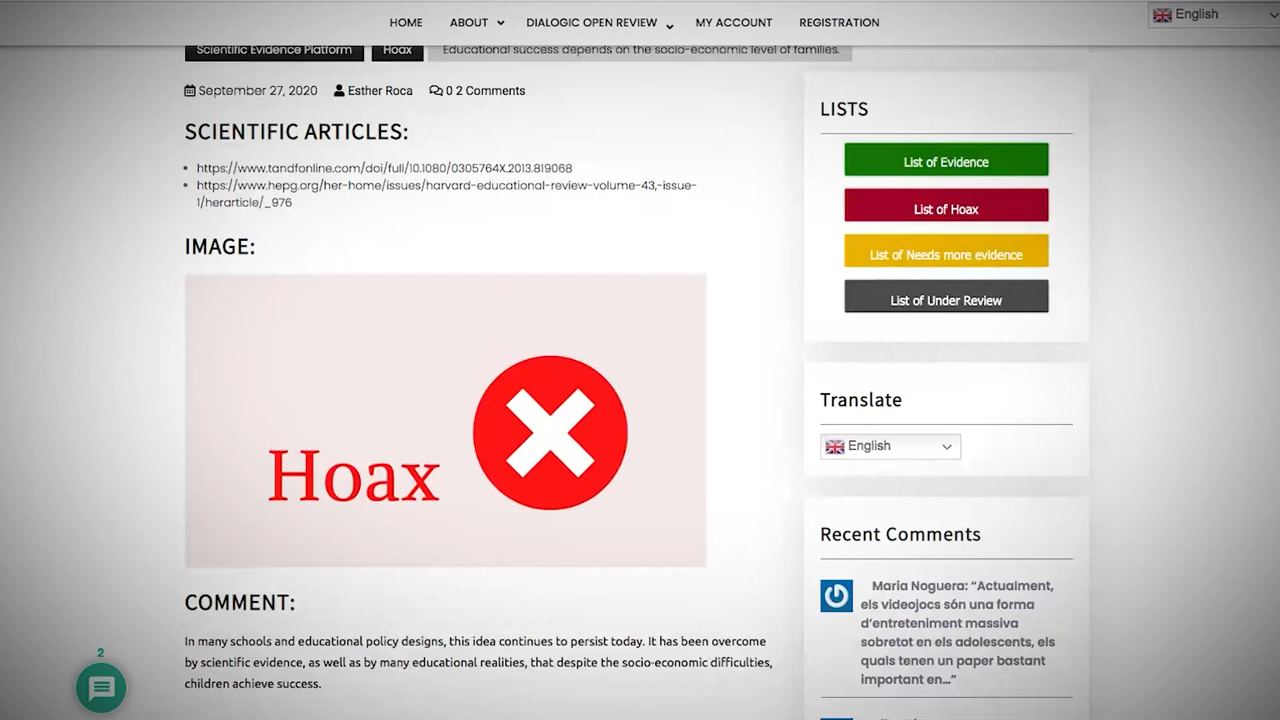 HOME ABOUT DIALOGIC OPEN REVIEW MY ACCOUNT REGISTRATION
English
Scientific Evidence Platform Hoax Educational success depends on the socio-economic level of families.
September 27, 2020 Esther Roca 0 2 Comments
SCIENTIFIC ARTICLES:
https://www.tandfonline.com/doi/full/10.1080/0305764X.2013.819068
https://www.hepg.org/her-home/issues/harvard-educational-review-volume-43,-issue-
1/herarticle/_976
IMAGE:
Hoax
COMMENT:
In many schools and educational policy designs, this idea continues to persist today. It has been overcome
by scientific evidence, as well as by many educational realities, that despite the socio-economic difficulties,
children achieve success.
2
LISTS
List of Evidence
List of Hoax
List of Needs more evidence
List of Under Review
Translate
English
Recent Comments
Maria Noguera: “Actualment,
els videojocs són una forma
d’entreteniment massiva
sobretot en els adolescents, els
quals tenen un paper bastant
important en…”